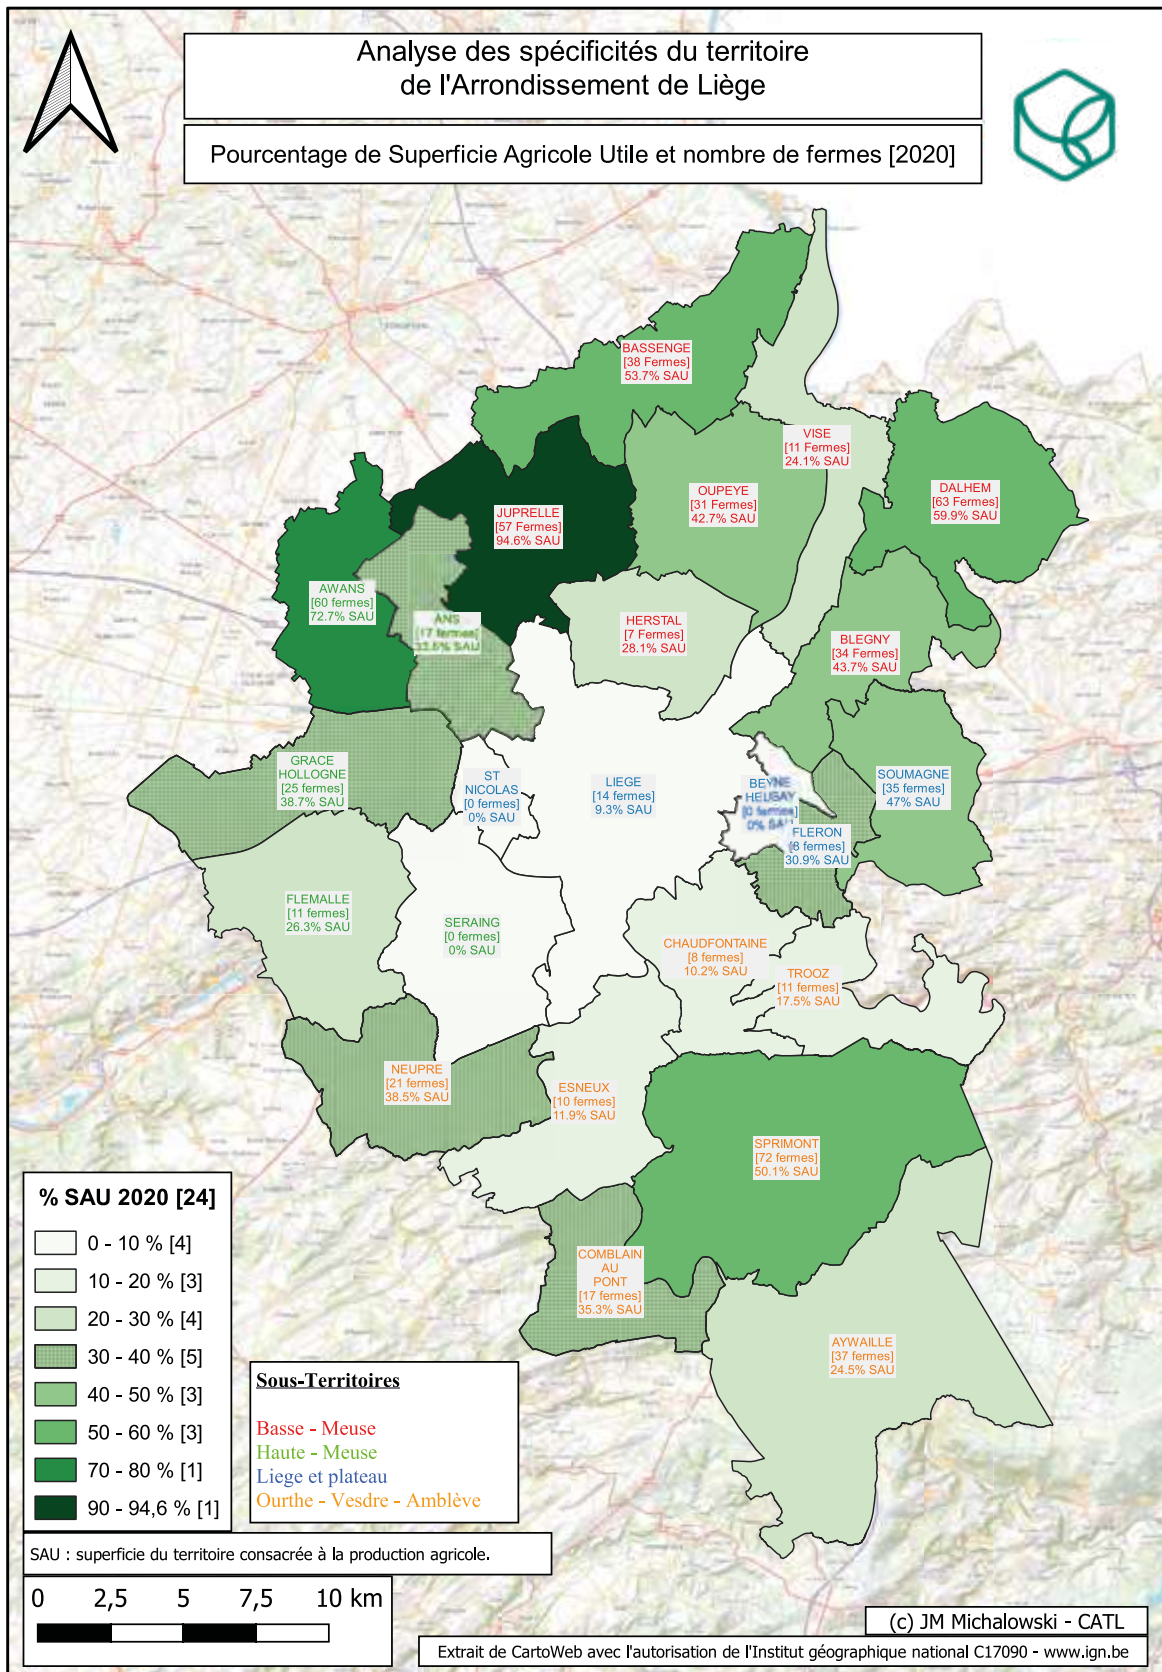 Analyse des spécificités du territoire
de l'Arrondissement de Liège
Pourcentage de Superficie Agricole Utile et nombre de fermes [2020]
BASSENGE
[38 Fermes]
53.7% SAU
VISE
[11 Fermes]
24.1% SAU
DALHEM
[63 Fermes]
59.9% SAU
OUPEYE
[31 Fermes]
42.7% SAU
JUPRELLE
[57 Fermes]
94.6% SAU
AWANS
[60 fermes]
72.7% SAU
ANS
[17 fermes]
SAU
HERSTAL
[7 Fermes]
28.1% SAU
BLEGNY
[34 Fermes]
43.7% SAU
GRACE
HOLLOGNE
[25 fermes]
38.7% SAU
ST
NICOLAS
[0 fermes]
0% SAU
LIEGE
[14 fermes]
9.3% SAU
BEYNE
HEUSAY
[0 fermes]
0% SAU
SOUMAGNE
[35 fermes]
47% SAU
FLERON
fermes]
30.9% SAU
FLEMALLE
[11 fermes]
26.3% SAU
SERAING
[0 fermes]
0% SAU
CHAUDFONTAINE
[8 fermes]
10.2% SAU
TROOZ
[11 fermes]
17.5% SAU
NEUPRE
[21 fermes]
38.5% SAU
ESNEUX
[10 fermes]
11.9% SAU
SPRIMONT
[72 fermes]
50.1% SAU
COMBLAIN
AU
PONT
[17 fermes]
35.3% SAU
AYWAILLE
[37 fermes]
24.5% SAU
% SAU 2020 [24]
0 - 10 % [4]
10 - 20 % [3]
20 - 30 % [4]
30 - 40 % [5]
40 - 50 % [3]
50 - 60 % [3]
70 - 80 % [1]
90 - 94,6 % [1]
Sous-Territoires
Basse - Meuse
Haute - Meuse
Liege et plateau
Ourthe - Vesdre - Amblève
SAU : superficie du territoire consacrée à la production agricole.
0 2,5 5 7,5 10 km
(c) JM Michalowski - CATL
Extrait de CartoWeb avec l'autorisation de l'Institut géographique national C17090 - www.ign.be